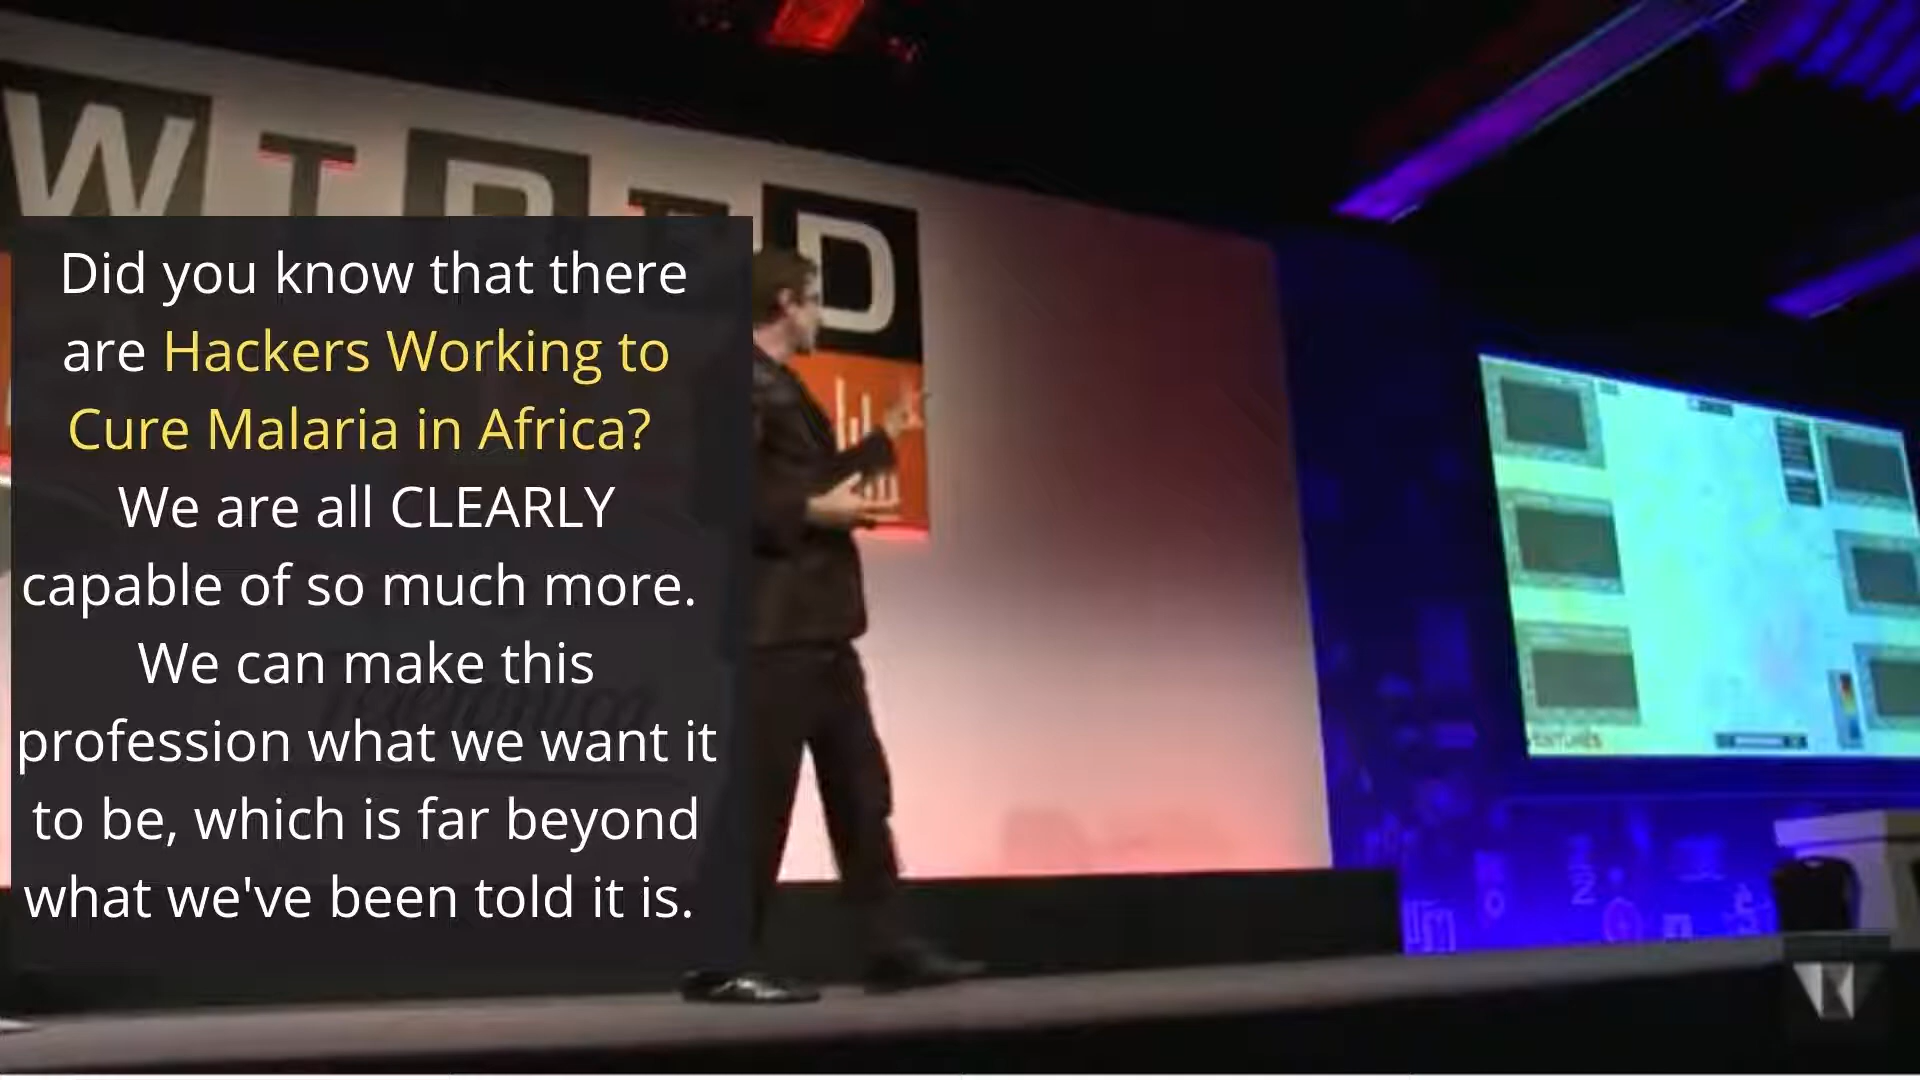 WIRED
Did you know that there
are Hackers Working to
Cure Malaria in Africa?
We are all CLEARLY
capable of so much more.
We can make this
profession what we want it
to be, which is far beyond
what we've been told it is.